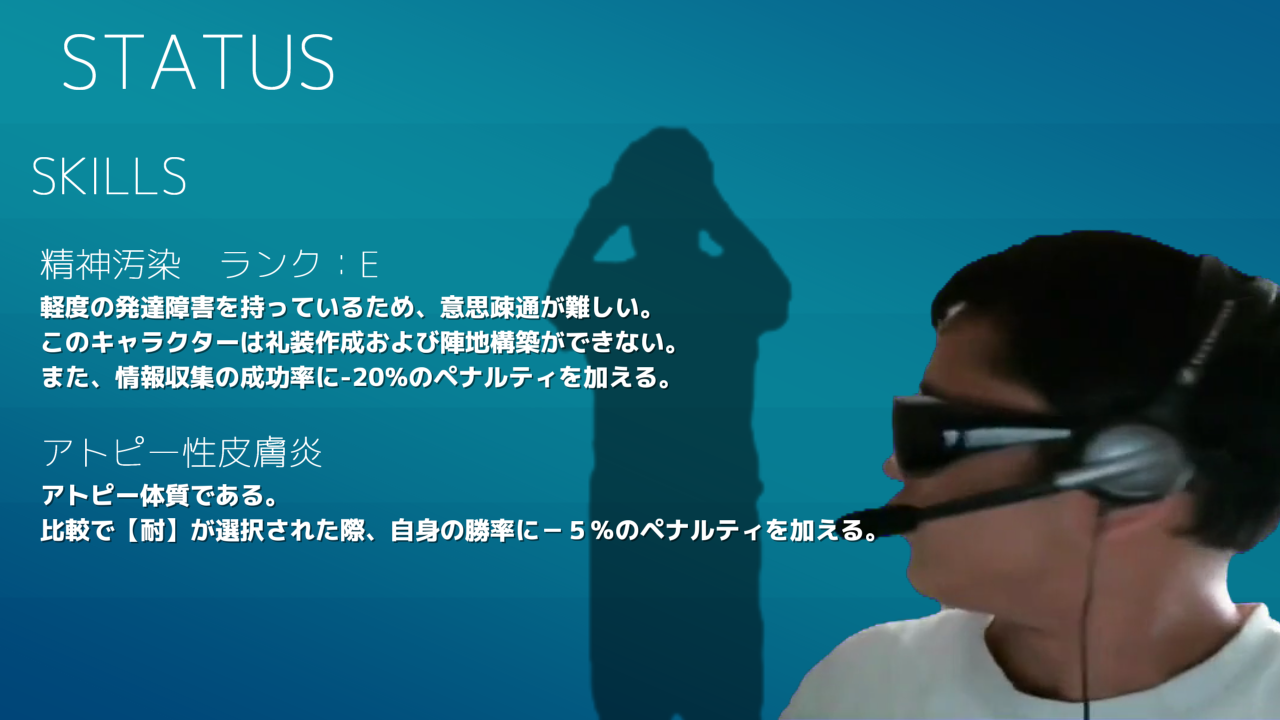 STATUS
SKILLS
精神汚染　ランク：E
軽度の発達障害を持っているため、意思疎通が難しい。
このキャラクターは礼装作成および陣地構築ができない。
また、情報収集の成功率に-20%のペナルティを加える。
アトピー性皮膚炎
アトピー体質である。
比較で【耐】が選択された際、自身の勝率に－５％のペナルティを加える。